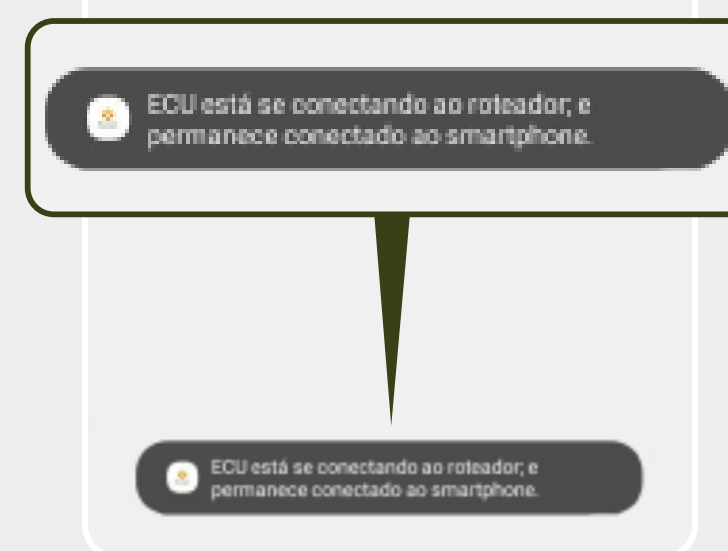 ECU está se conectando ao roteador; e
permanece conectado ao smartphone.
ECU está se conectando ao roteador; e
permanece conectado ao smartphone.